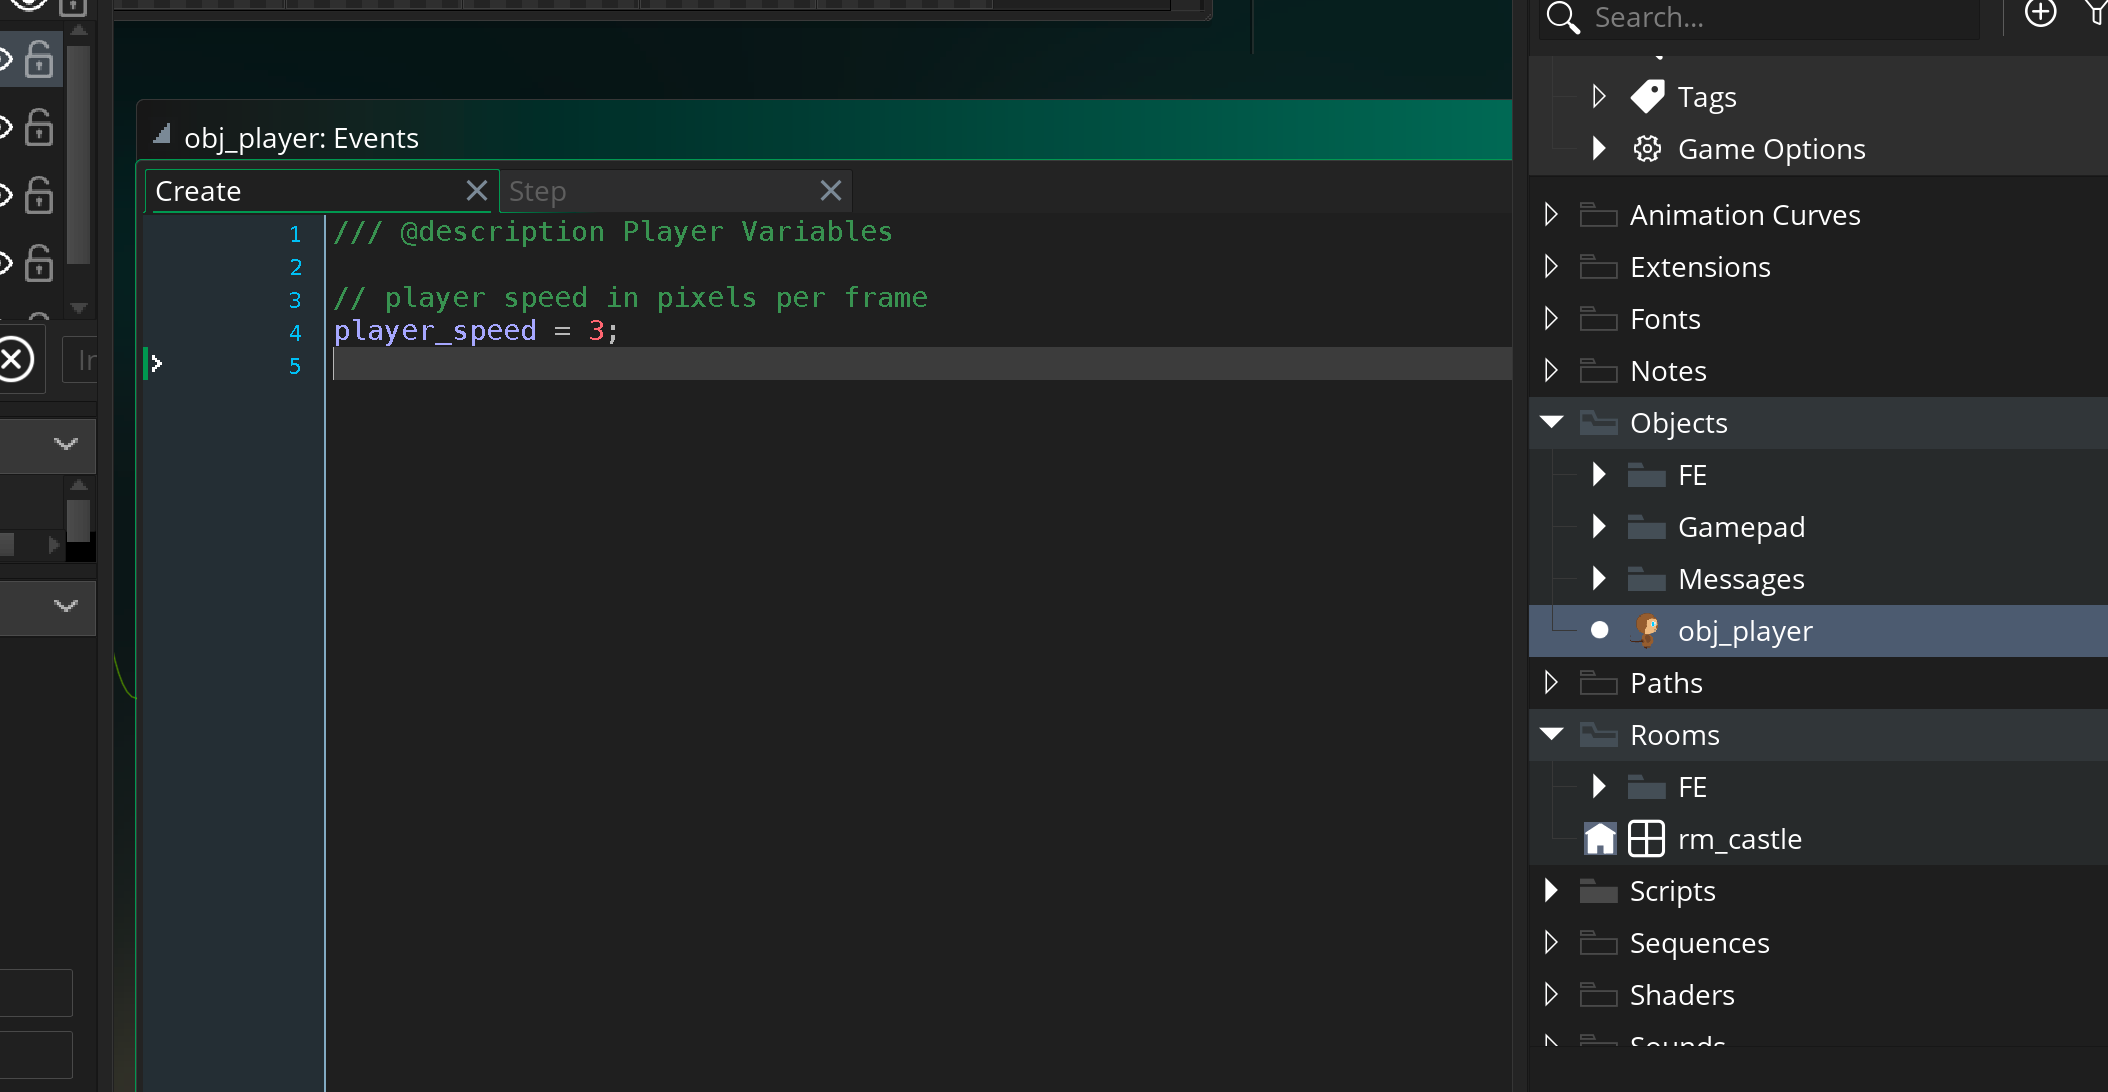 Search...
Tags
Game Options
obj_player: Events
Create
Step
1 /// @description Player Variables
2
3 // player speed in pixels per frame
4 player_speed = 3;
5
In
Animation Curves
Extensions
Fonts
Notes
Objects
FE
Gamepad
Messages
obj_player
Paths
Rooms
FE
rm_castle
Scripts
Sequences
Shaders
Sounds